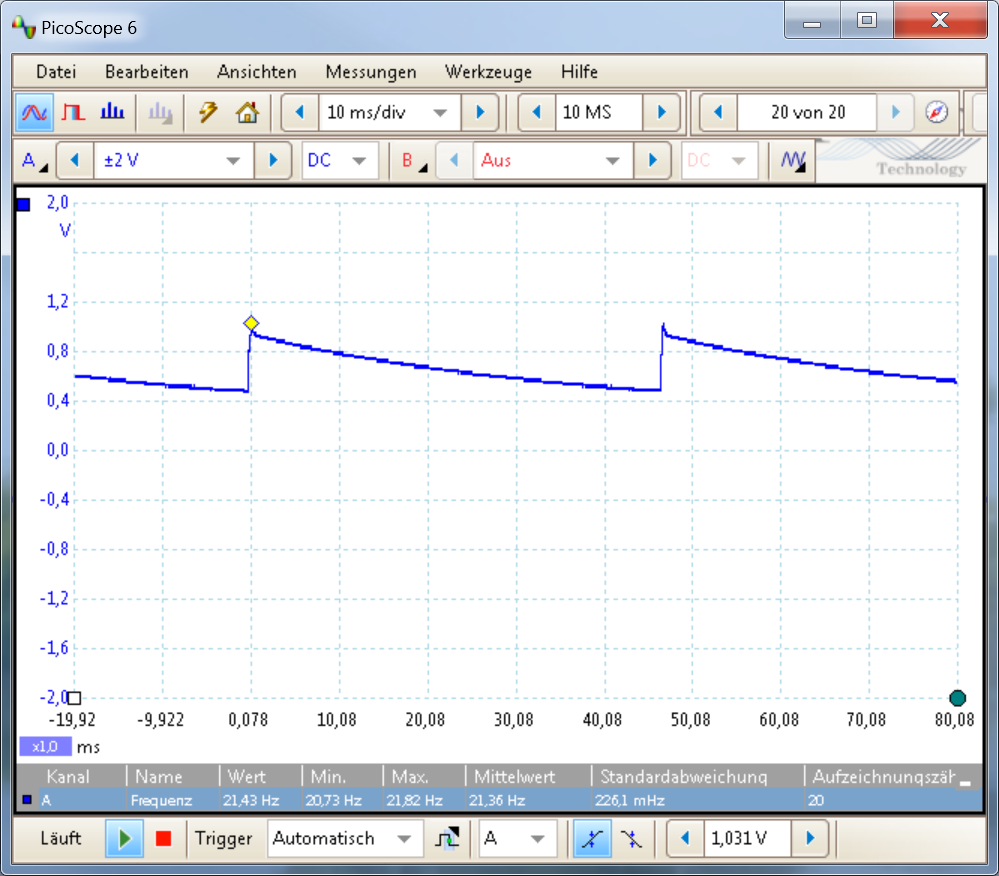 PicoScope 6
Datei Bearbeiten Ansichten Messungen Werkzeuge Hilfe
10 ms/div 10 MS 20 von 20
A ±2 V DC B Aus DC Technology
2,0
V
1,2
0,8
0,4
0,0
-0,4
-0,8
-1,2
-1,6
-2,0
-19,92 -9,922 0,078 10,08 20,08 30,08 40,08 50,08 60,08 70,08 80,08
x1,0 ms
Kanal Name Wert Min. Max. Mittelwert Standardabweichung Aufzeichnungszäh
A Frequenz 21,43 Hz 20,73 Hz 21,82 Hz 21,36 Hz 226,1 mHz 20
Läuft Trigger Automatisch A 1,031 V